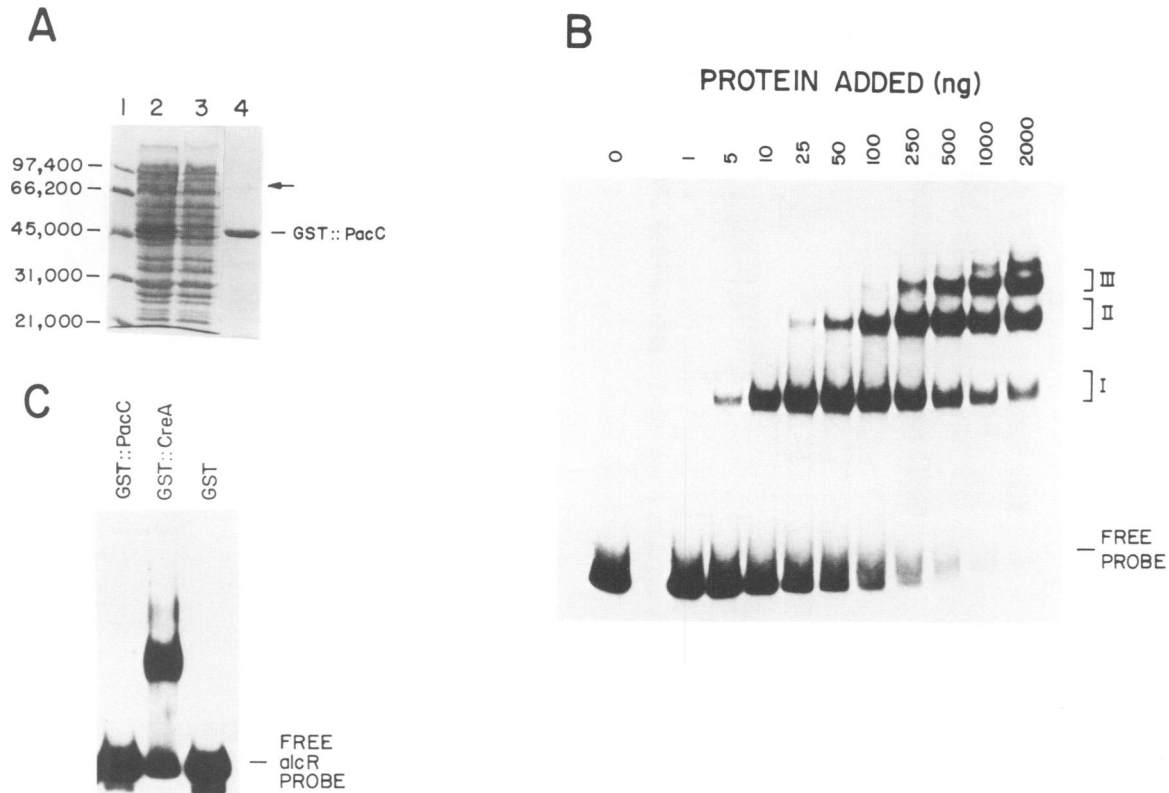 A
1 2 3 4
97,400 –
66,200 –
45,000 –
31,000 –
21,000 –
– GST::PacC
B
PROTEIN ADDED (ng)
0 1 5 10 25 50 100 250 500 1000 2000
III
II
I
– FREE
PROBE
C
GST::PacC
GST::CreA
GST
FREE
– alcR
PROBE